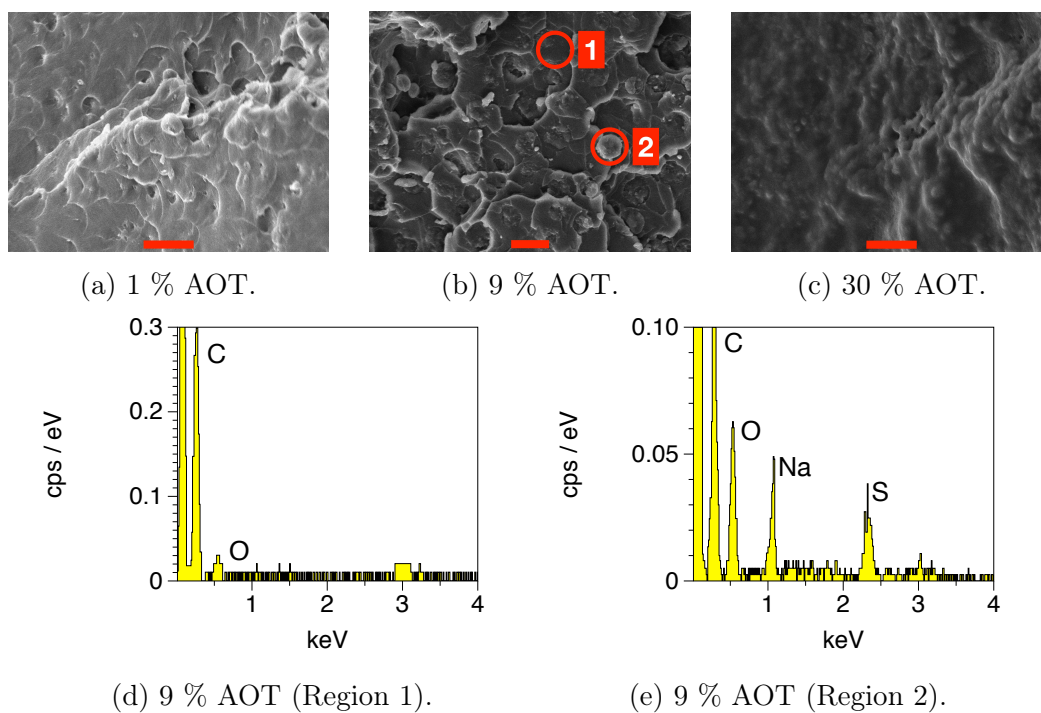 1
2
(a) 1 % AOT.
(b) 9 % AOT.
(c) 30 % AOT.
0.3
0.2
0.1
0
cps / eV
C
O
1 2 3 4
keV
0.10
0.05
0
cps / eV
C
O
Na
S
1 2 3 4
keV
(d) 9 % AOT (Region 1).
(e) 9 % AOT (Region 2).